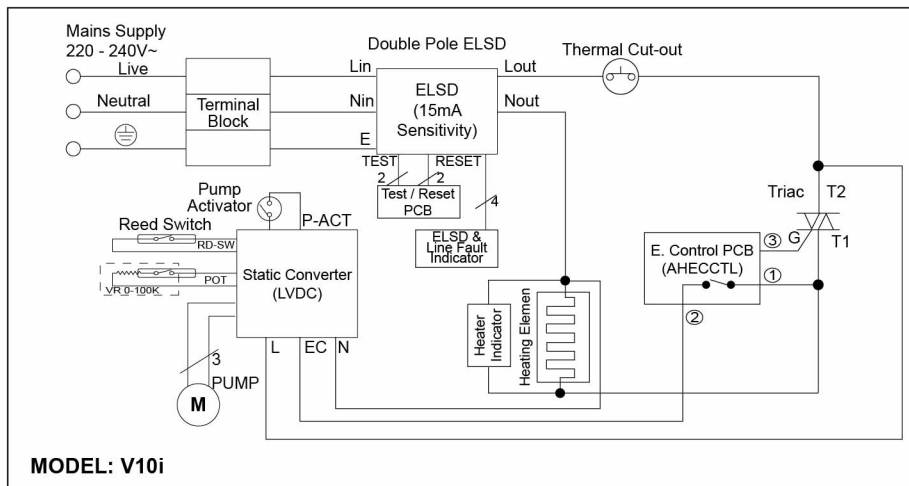 Mains Supply
220 - 240V~
Live
Neutral
Terminal
Block
Double Pole ELSD
Lin
Nin
E
ELSD
(15mA
Sensitivity)
Lout
Nout
Thermal Cut-out
TEST
RESET
2
2
4
Test / Reset
PCB
ELSD &
Line Fault
Indicator
Pump
Activator
P-ACT
Reed Switch
RD-SW
POT
VR 0-100K
Static Converter
(LVDC)
L
EC
N
3
PUMP
M
Heater
Indicator
Heating Elemen
Triac
T2
G
T1
E. Control PCB
(AHECCTL)
③
①
②
MODEL: V10i